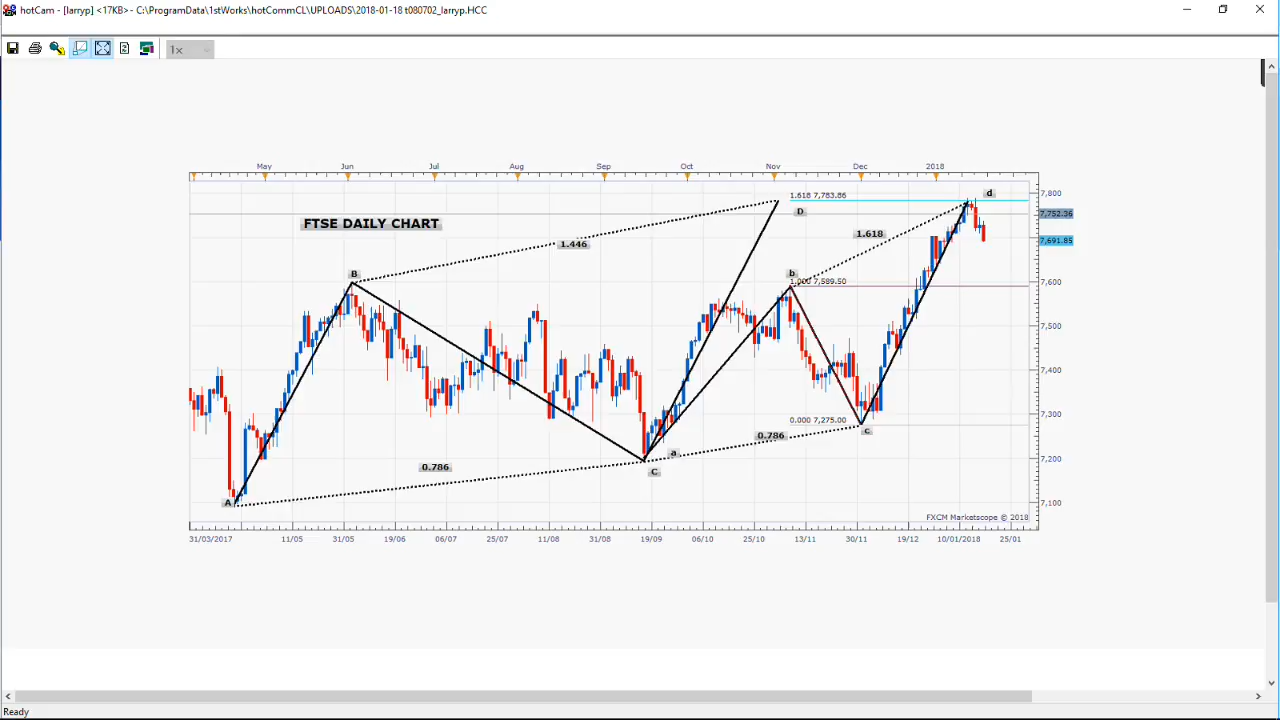 hotCam - [larryp] <17KB> - C:\ProgramData\1stWorks\hotCommCL\UPLOADS\2018-01-18 t080702_larryp.HCC
1x
May Jun Jul Aug Sep Oct Nov Dec 2018
FTSE DAILY CHART
1.618 7,783.86
d
7,800
D
7,752.36
1.446
1.618
7,691.85
B
b
1.000 7,589.50
7,600
7,500
7,400
7,300
0.000 7,275.00
c
0.786
a
7,200
0.786
C
A
7,100
FXCM Marketscope © 2018
31/03/2017 11/05 31/05 19/06 06/07 25/07 11/08 31/08 19/09 06/10 25/10 13/11 30/11 19/12 10/01/2018 25/01
Ready